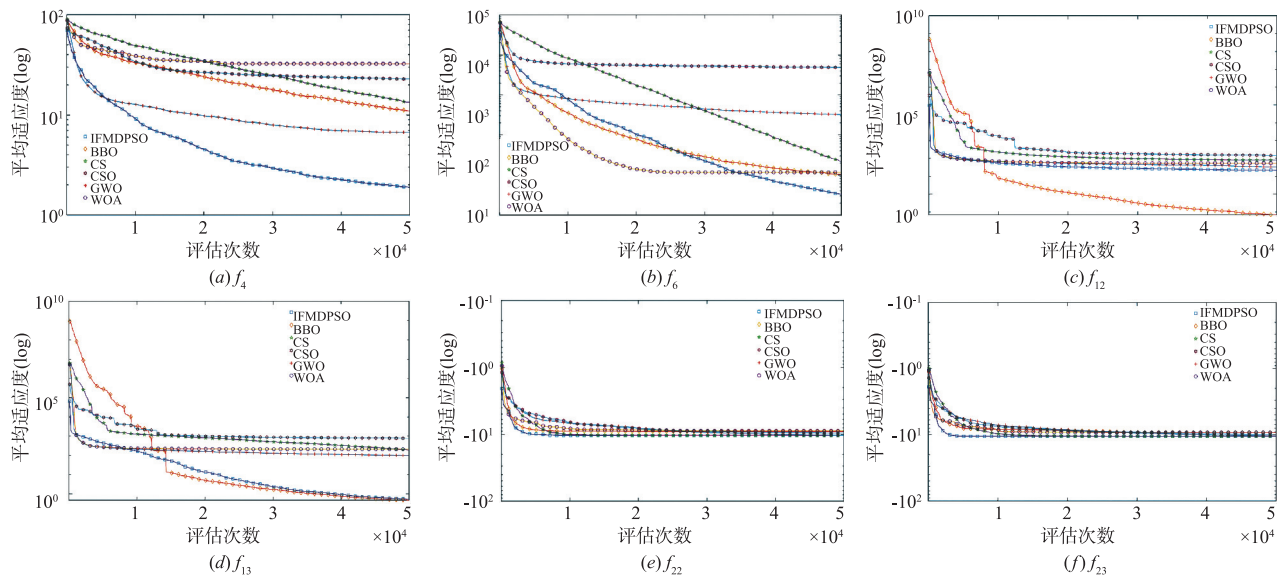 10²
10¹
10⁰
平均适应度(log)
IFMDPSO
BBO
CS
CSO
GWO
WOA
1
2
3
4
5
×10⁴
评估次数
(a) f₄
10⁵
10⁴
10³
10²
10²
10¹
平均适应度(log)
IFMDPSO
BBO
CS
CSO
GWO
WOA
1
2
3
4
5
×10⁴
评估次数
(b) f₆
10¹⁰
10⁵
10⁰
平均适应度(log)
IFMDPSO
BBO
CS
CSO
GWO
WOA
1
2
3
4
5
×10⁴
评估次数
(c) f₁₂
10¹⁰
10⁵
10⁰
平均适应度(log)
IFMDPSO
BBO
CS
CSO
GWO
WOA
1
2
3
4
5
×10⁴
评估次数
(d) f₁₃
-10⁻¹
-10⁰
-10¹
-10²
平均适应度(log)
IFMDPSO
BBO
CS
CSO
GWO
WOA
1
2
3
4
5
×10⁴
评估次数
(e) f₂₂
-10⁻¹
-10⁰
-10¹
-10²
平均适应度(log)
IFMDPSO
BBO
CS
CSO
GWO
WOA
1
2
3
4
5
×10⁴
评估次数
(f) f₂₃